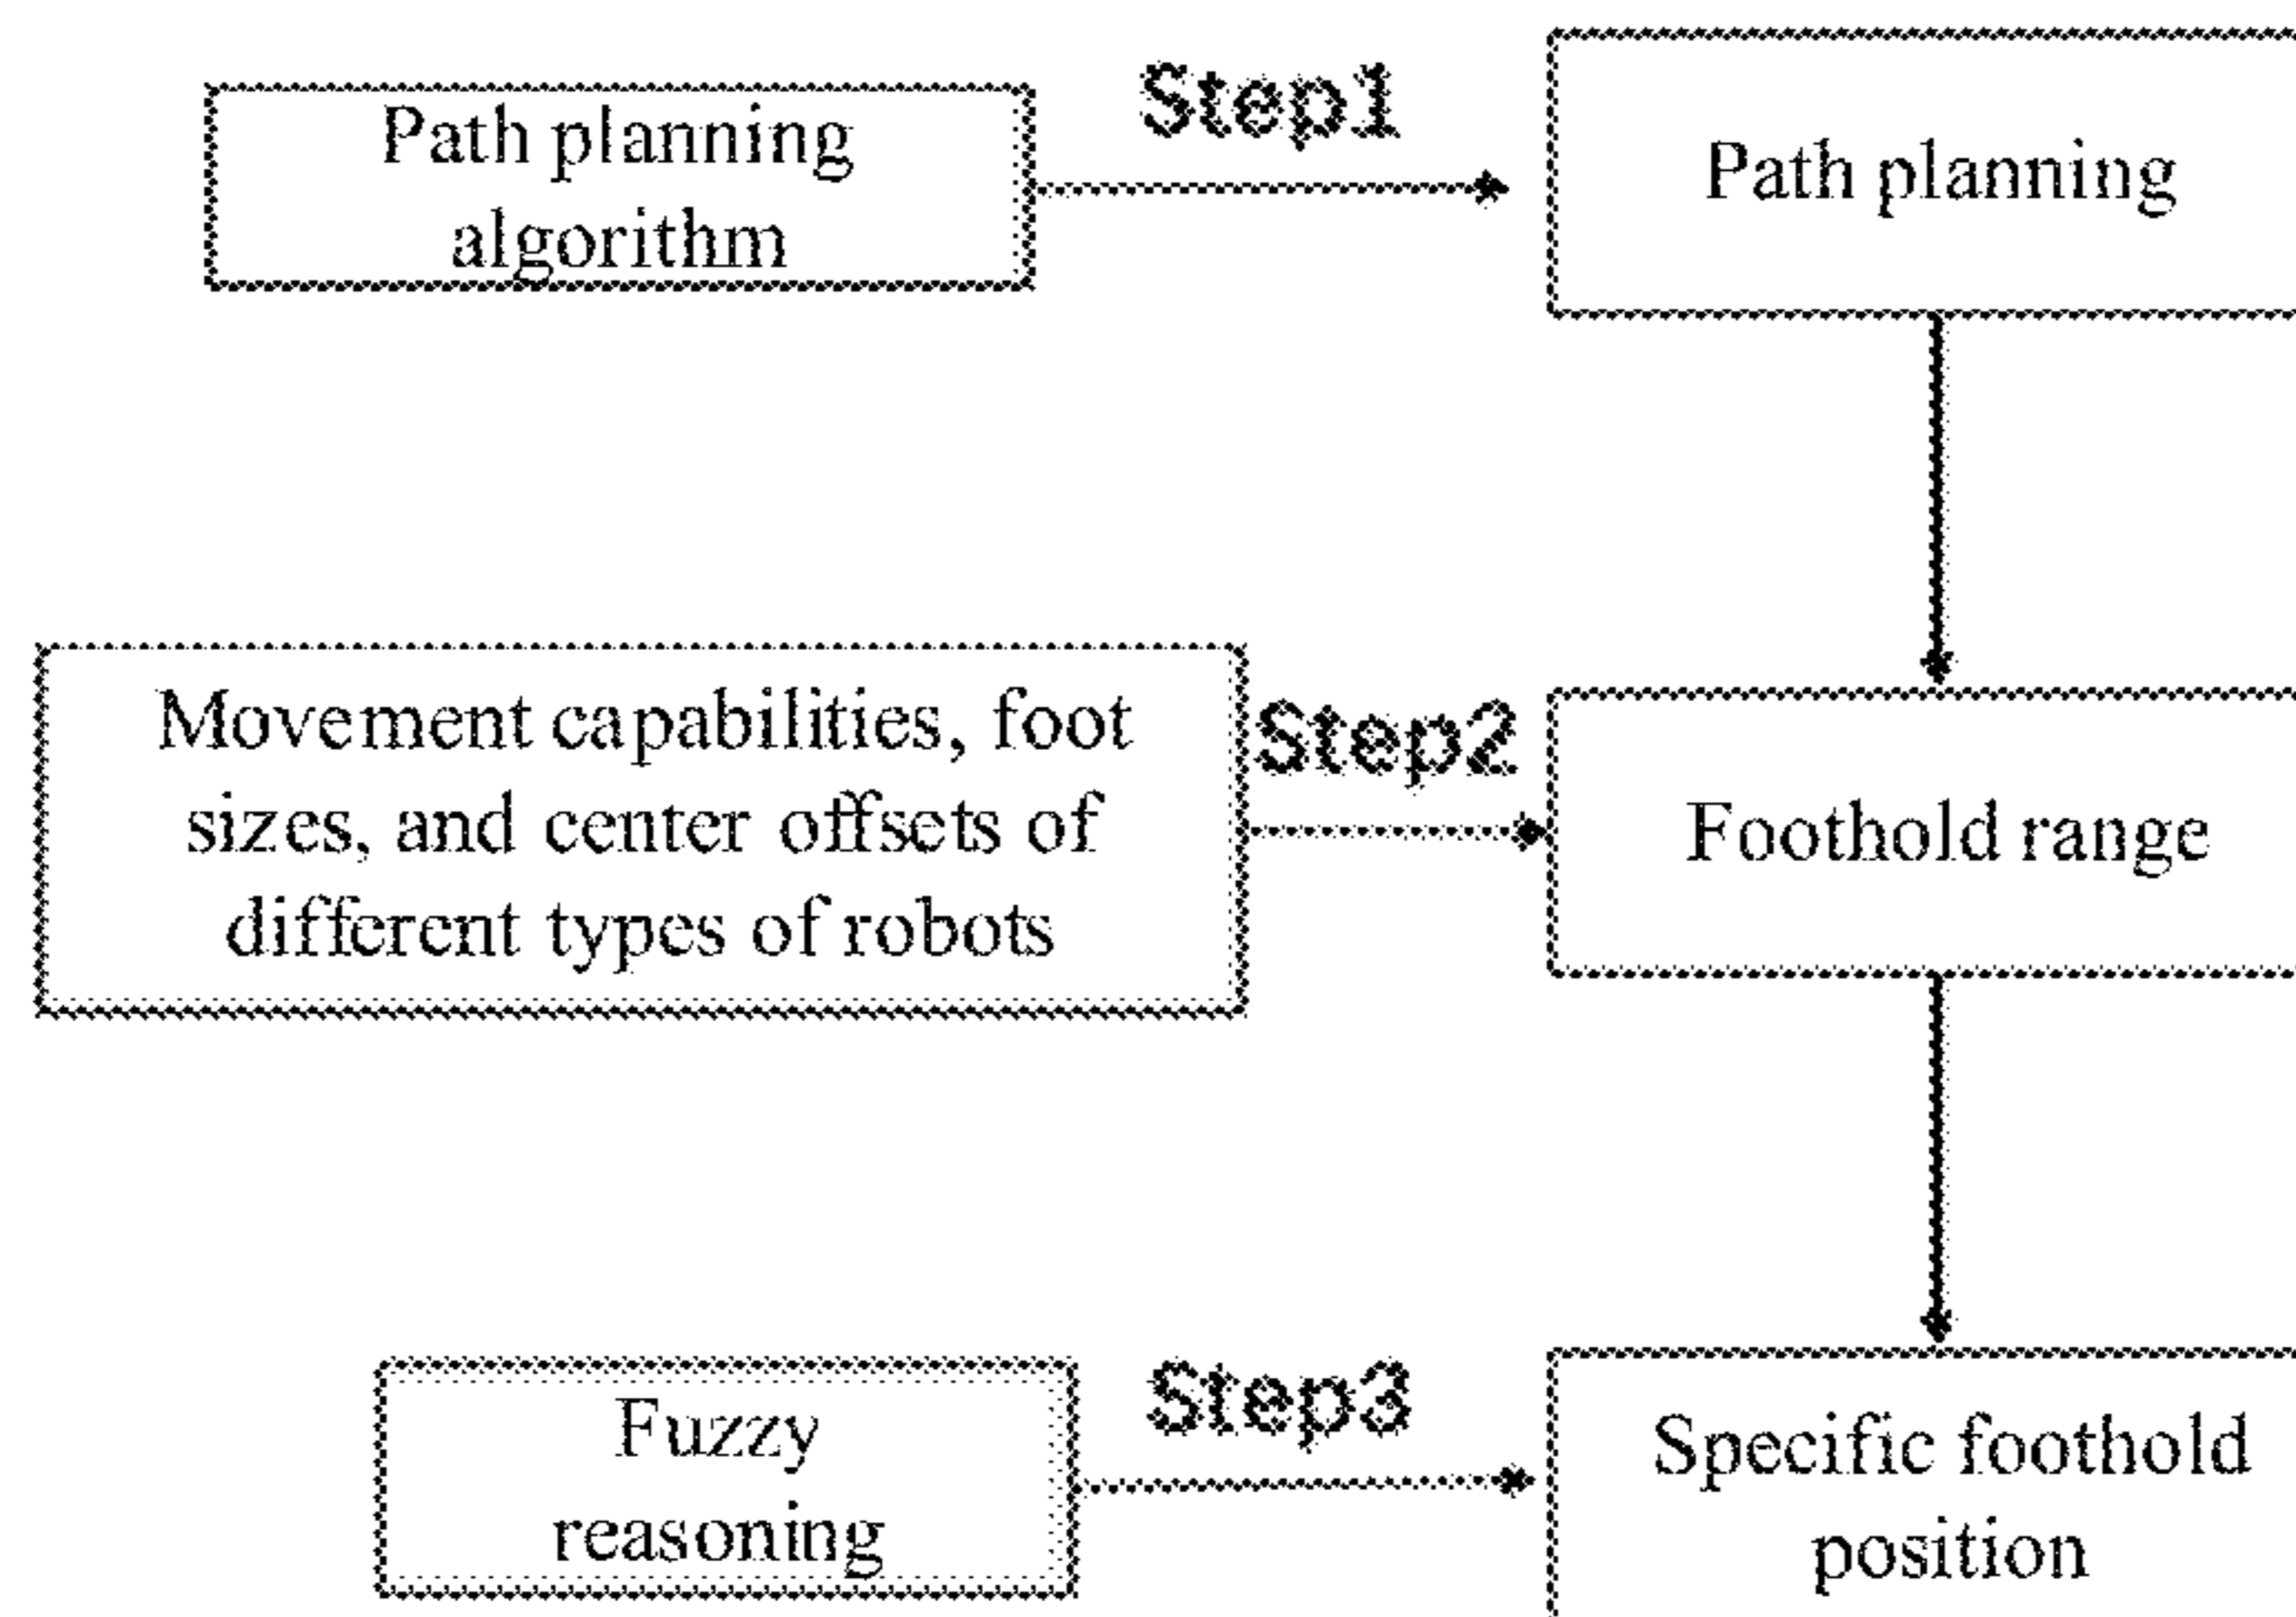 Path planning
algorithm
Step1
Path planning
Movement capabilities, foot
sizes, and center offsets of
different types of robots
Step2
Foothold range
Fuzzy
reasoning
Step3
Specific foothold
position